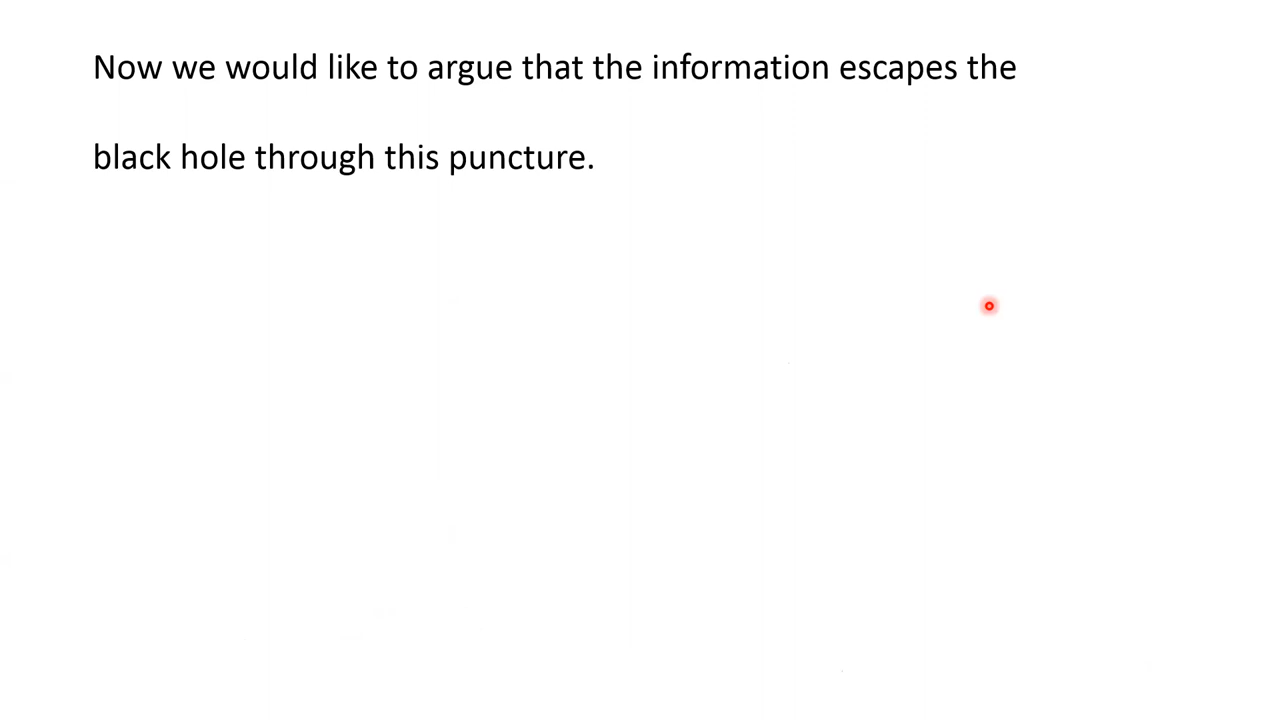 Now we would like to argue that the information escapes the
black hole through this puncture.